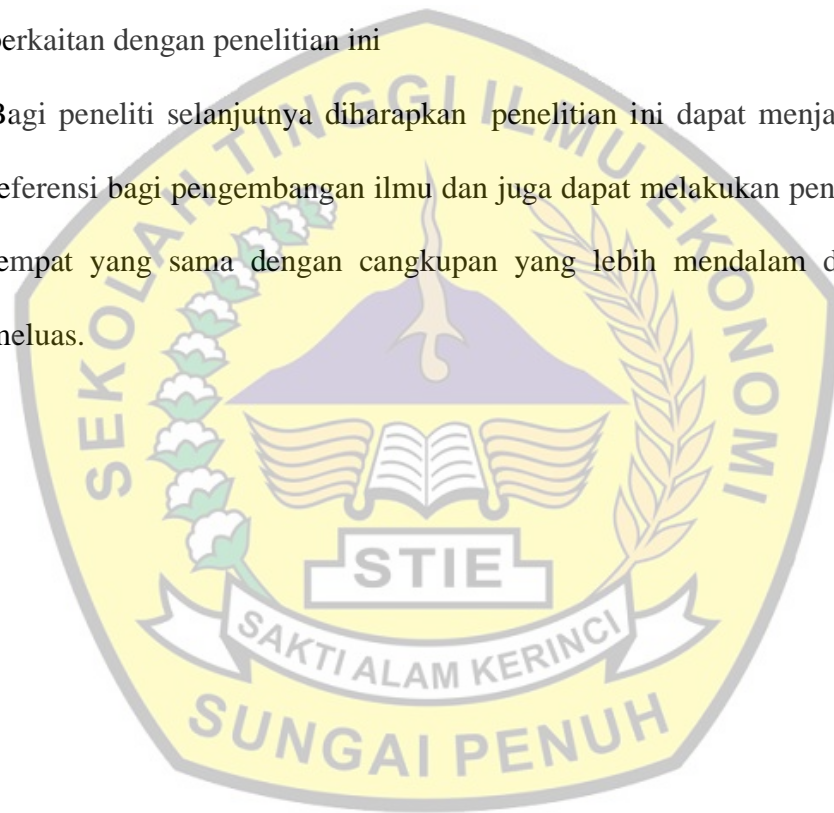 berkaitan dengan penelitian ini
Bagi peneliti selanjutnya diharapkan penelitian ini dapat
referensi bagi pengembangan ilmu dan juga dapat melakukan
tempat yang sama dengan cangkupan yang lebih mendalam
meluas.
SEKOLAH TINGGI ILMU EKONOMI
STIE
SAKTI ALAM KERINCI
SUNGAI PENUH